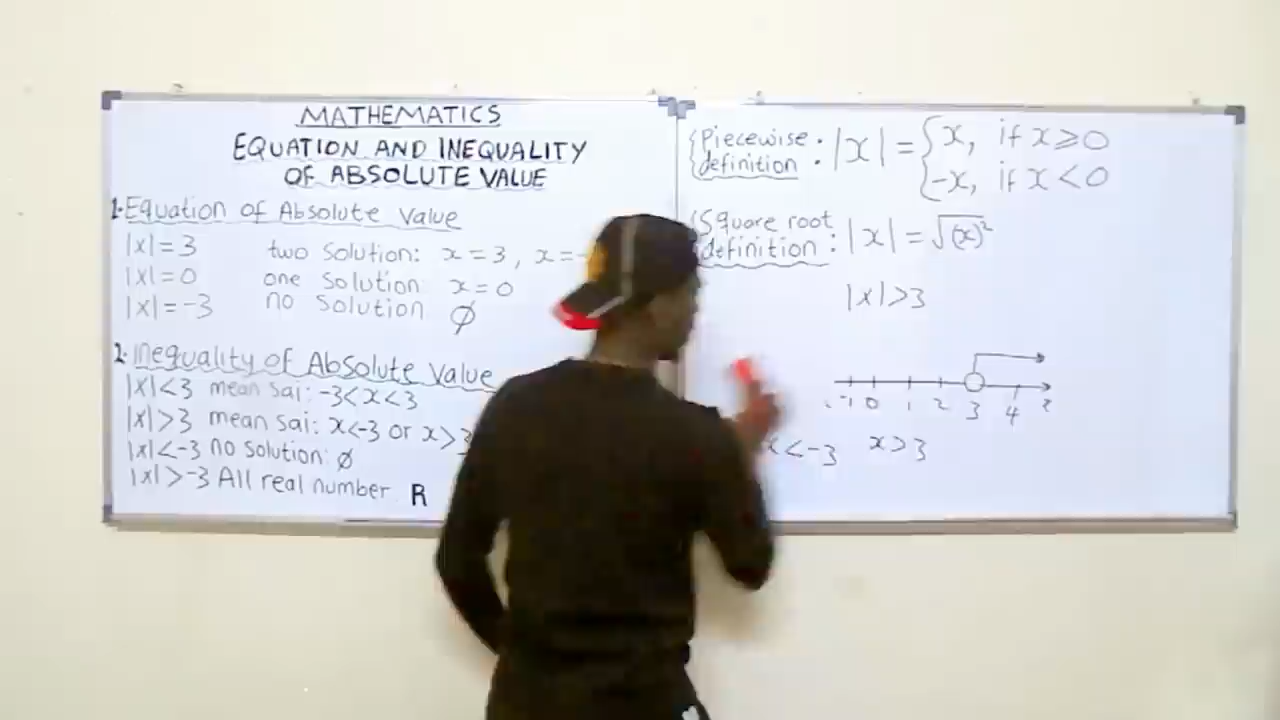 MATHEMATICS
EQUATION AND INEQUALITY
OF ABSOLUTE VALUE
1. Equation of Absolute Value
|x|=3 two solution: x=3, x=-
|x|=0 one solution x=0
|x|=-3 no solution ∅
2. Inequality of Absolute Value
|x|<3 mean sai: -3<x<3
|x|>3 mean sai: x<-3 or x>3
|x|<-3 no solution: ∅
|x|>-3 All real number R
Piecewise definition: |x| = { x, if x⩾0
-x, if x<0
Square root definition: |x| = √(x)²
|x|>3
-1 0 1 2 3 4
x<-3 x>3